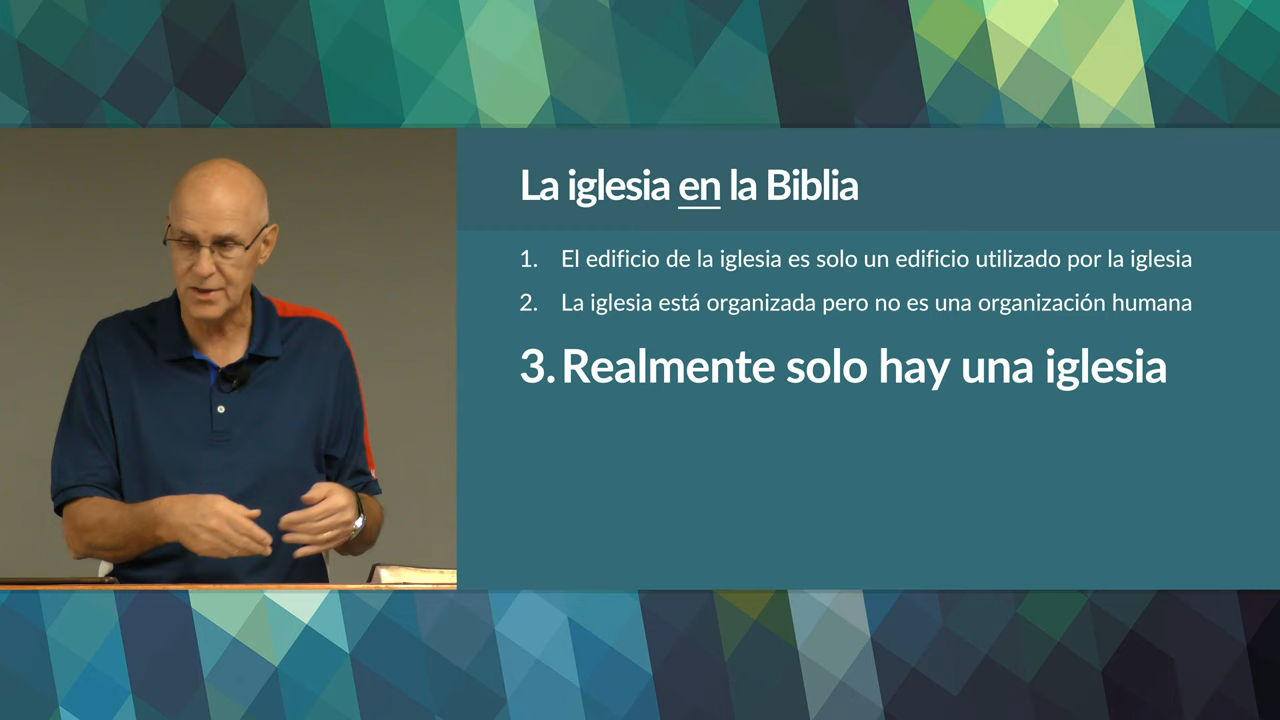 La iglesia en la Biblia
1. El edificio de la iglesia es solo un edificio utilizado por la iglesia
2. La iglesia está organizada pero no es una organización humana
3. Realmente solo hay una iglesia